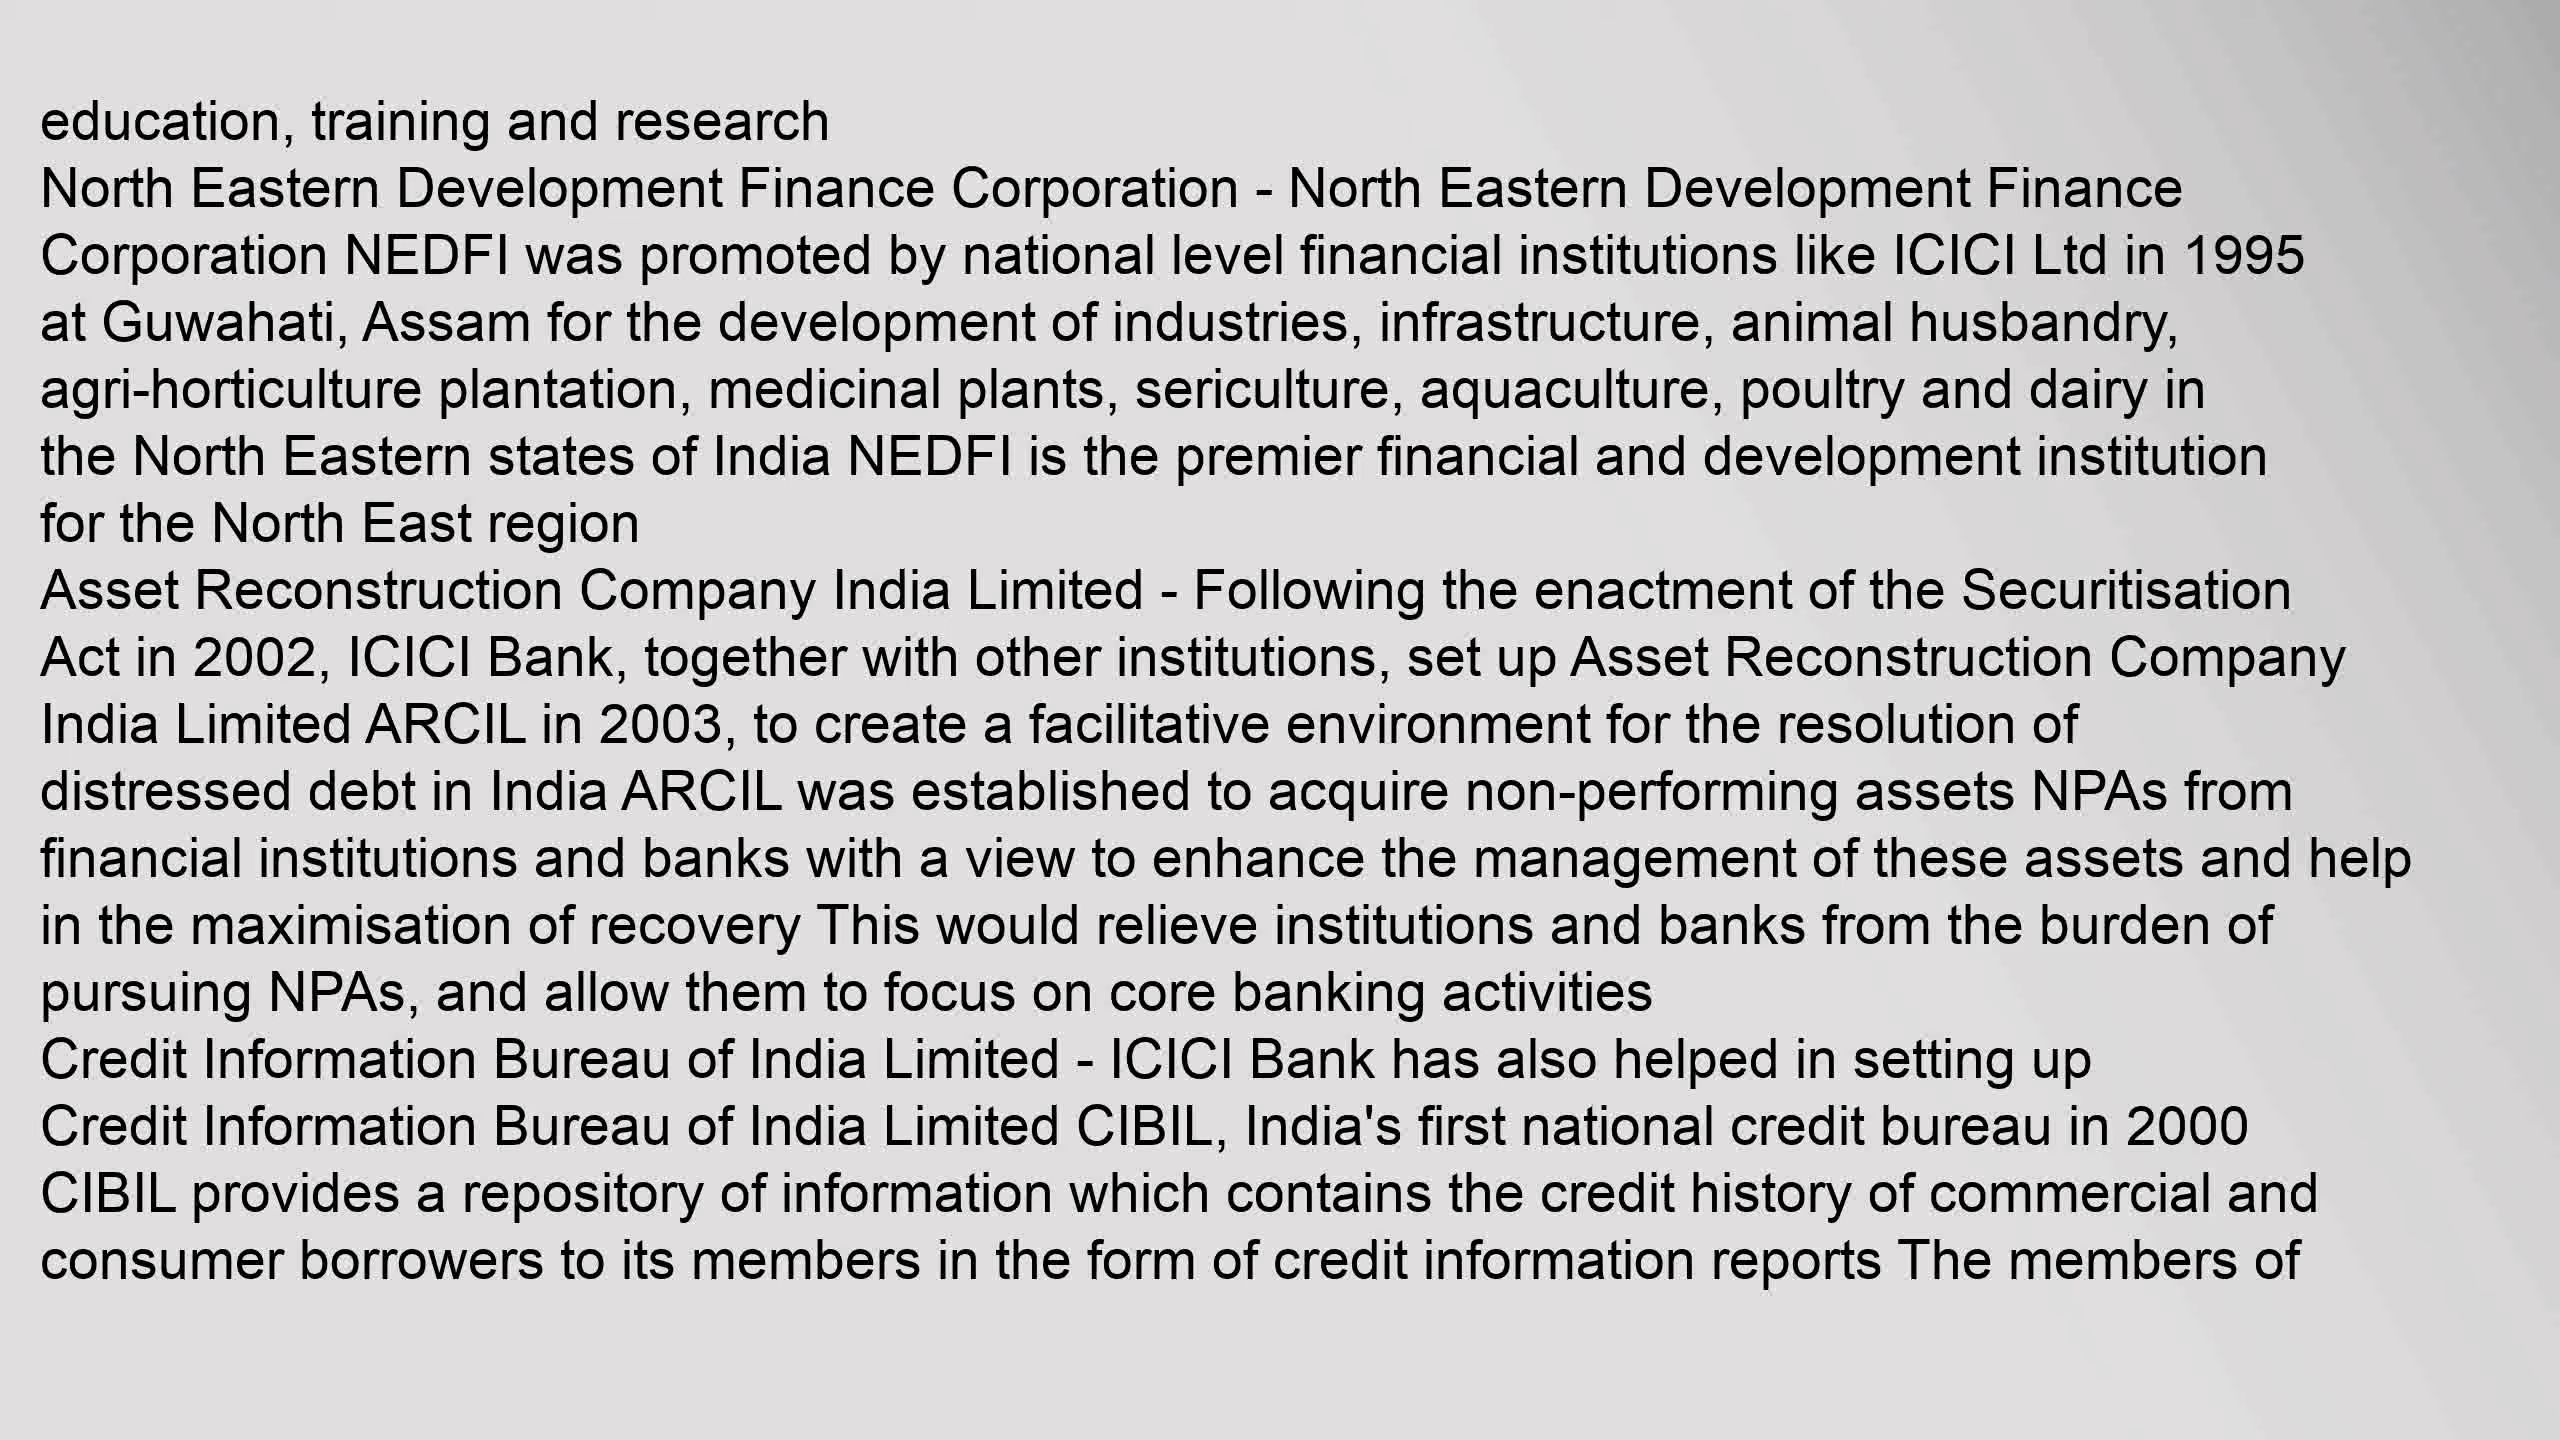 education, training and research
North Eastern Development Finance Corporation - North Eastern Development Finance
Corporation NEDFI was promoted by national level financial institutions like ICICI Ltd in 1995
at Guwahati, Assam for the development of industries, infrastructure, animal husbandry,
agri-horticulture plantation, medicinal plants, sericulture, aquaculture, poultry and dairy in
the North Eastern states of India NEDFI is the premier financial and development institution
for the North East region
Asset Reconstruction Company India Limited - Following the enactment of the Securitisation
Act in 2002, ICICI Bank, together with other institutions, set up Asset Reconstruction Company
India Limited ARCIL in 2003, to create a facilitative environment for the resolution of
distressed debt in India ARCIL was established to acquire non-performing assets NPAs from
financial institutions and banks with a view to enhance the management of these assets and help
in the maximisation of recovery This would relieve institutions and banks from the burden of
pursuing NPAs, and allow them to focus on core banking activities
Credit Information Bureau of India Limited - ICICI Bank has also helped in setting up
Credit Information Bureau of India Limited CIBIL, India's first national credit bureau in 2000
CIBIL provides a repository of information which contains the credit history of commercial and
consumer borrowers to its members in the form of credit information reports The members of